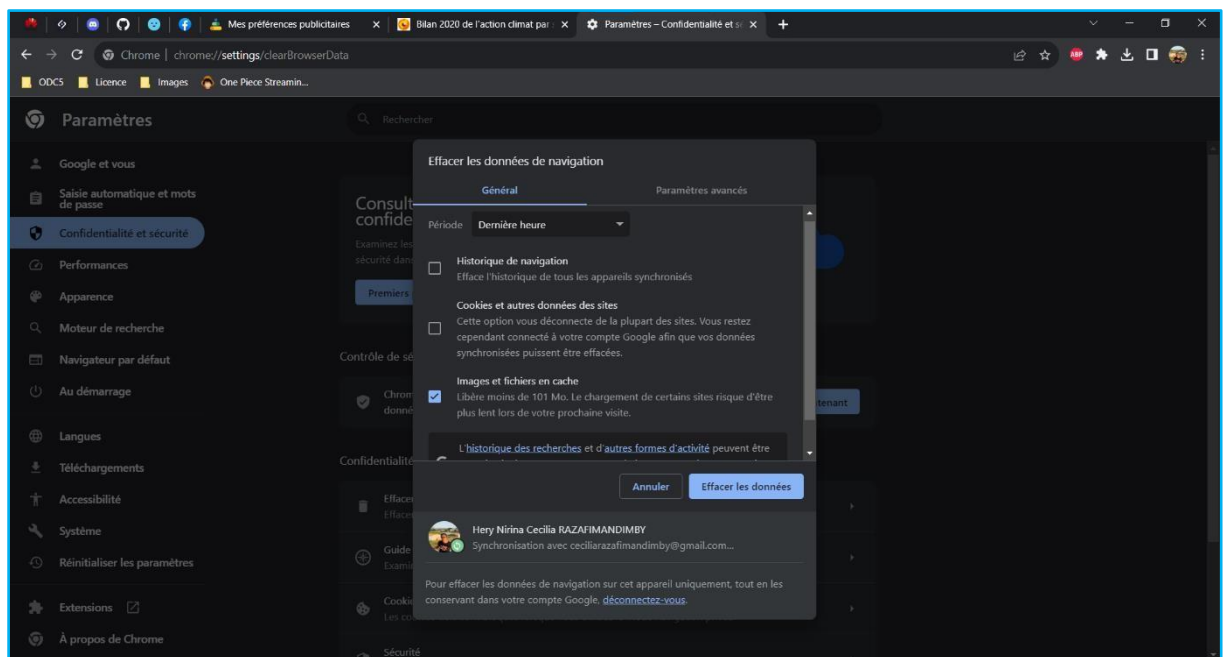 Mes préférences publicitaires
Bilan 2020 de l'action climat par
Paramètres – Confidentialité et s
Chrome | chrome://settings/clearBrowserData
ABP
ODC5 Licence Images One Piece Streamin...
Paramètres
Rechercher
Google et vous
Saisie automatique et mots
de passe
Confidentialité et sécurité
Performances
Apparence
Moteur de recherche
Navigateur par défaut
Au démarrage
Langues
Téléchargements
Accessibilité
Système
Réinitialiser les paramètres
Extensions
À propos de Chrome
Consult
confide
Examinez les
sécurité dans
Premiers
Contrôle de sé
Chrom
donné
tenant
Confidentialité
Effacer
Effacer
Guide
Exami
Cooki
Les co
Sécurité
Effacer les données de navigation
Général Paramètres avancés
Période Dernière heure
Historique de navigation
Efface l'historique de tous les appareils synchronisés
Cookies et autres données des sites
Cette option vous déconnecte de la plupart des sites. Vous restez
cependant connecté à votre compte Google afin que vos données
synchronisées puissent être effacées.
Images et fichiers en cache
Libère moins de 101 Mo. Le chargement de certains sites risque d'être
plus lent lors de votre prochaine visite.
L'historique des recherches et d'autres formes d'activité peuvent être
Annuler Effacer les données
Hery Nirina Cecilia RAZAFIMANDIMBY
Synchronisation avec ceciliarazafimandimby@gmail.com...
Pour effacer les données de navigation sur cet appareil uniquement, tout en les
conservant dans votre compte Google, déconnectez-vous.